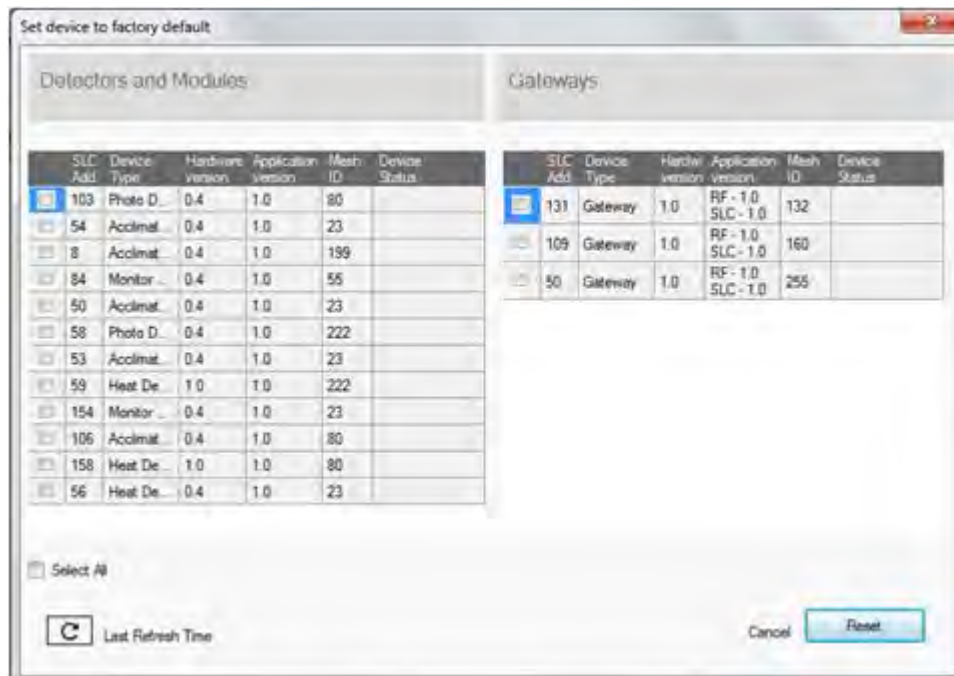 Set device to factory default
Detectors and Modules
SLC Add Device Type Hardware version Application version Mesh ID Device Status
103 Photo D... 0.4 1.0 80
54 Acclimat... 0.4 1.0 23
8 Acclimat... 0.4 1.0 199
84 Monitor ... 0.4 1.0 55
50 Acclimat... 0.4 1.0 23
58 Photo D... 0.4 1.0 222
53 Acclimat... 0.4 1.0 23
59 Heat De... 1.0 1.0 222
154 Monitor ... 0.4 1.0 23
106 Acclimat... 0.4 1.0 80
158 Heat De... 1.0 1.0 80
56 Heat De... 0.4 1.0 23
Gateways
SLC Add Device Type Hardwi version Application version Mesh ID Device Status
131 Gateway 1.0 RF - 1.0 SLC - 1.0 132
109 Gateway 1.0 RF - 1.0 SLC - 1.0 160
50 Gateway 1.0 RF - 1.0 SLC - 1.0 255
Select All
Last Refresh Time
Cancel
Reset